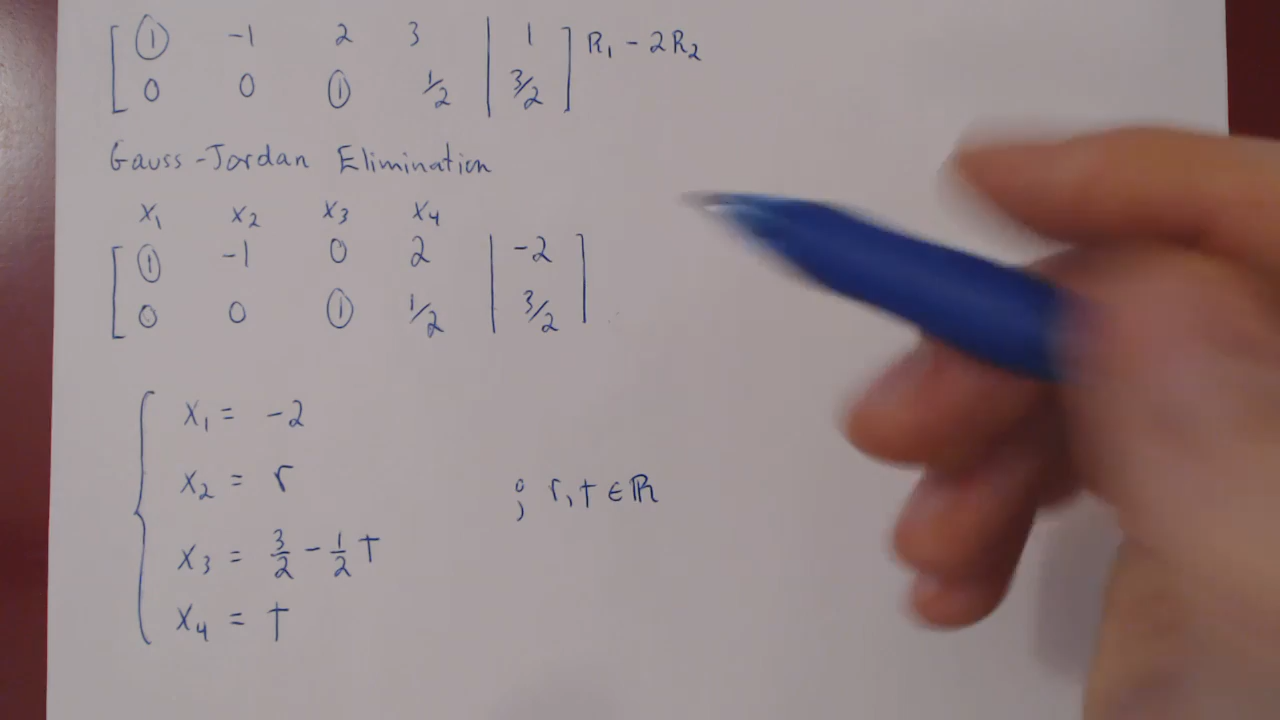 [ 1 -1 2 3 | 1 ] R₁ - 2R₂
[ 0 0 1 1/2 | 3/2 ]
Gauss-Jordan Elimination
x₁ x₂ x₃ x₄
[ 1 -1 0 2 | -2 ]
[ 0 0 1 1/2 | 3/2 ]
{ x₁ = -2
x₂ = r ; r, t ∈ ℝ
x₃ = 3/2 - 1/2 t
x₄ = t